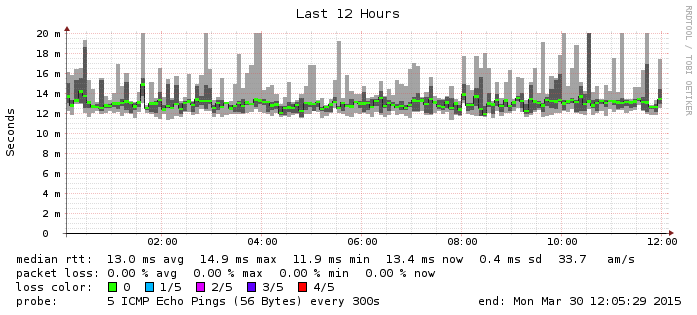 Last 12 Hours
RRDTOOL / TOBI OETIKER
Seconds
20 m
18 m
16 m
14 m
12 m
10 m
8 m
6 m
4 m
2 m
0
02:00 04:00 06:00 08:00 10:00 12:00
median rtt: 13.0 ms avg 14.9 ms max 11.9 ms min 13.4 ms now 0.4 ms sd 33.7 am/s
packet loss: 0.00 % avg 0.00 % max 0.00 % min 0.00 % now
loss color: 0 1/5 2/5 3/5 4/5
probe: 5 ICMP Echo Pings (56 Bytes) every 300s end: Mon Mar 30 12:05:29 2015